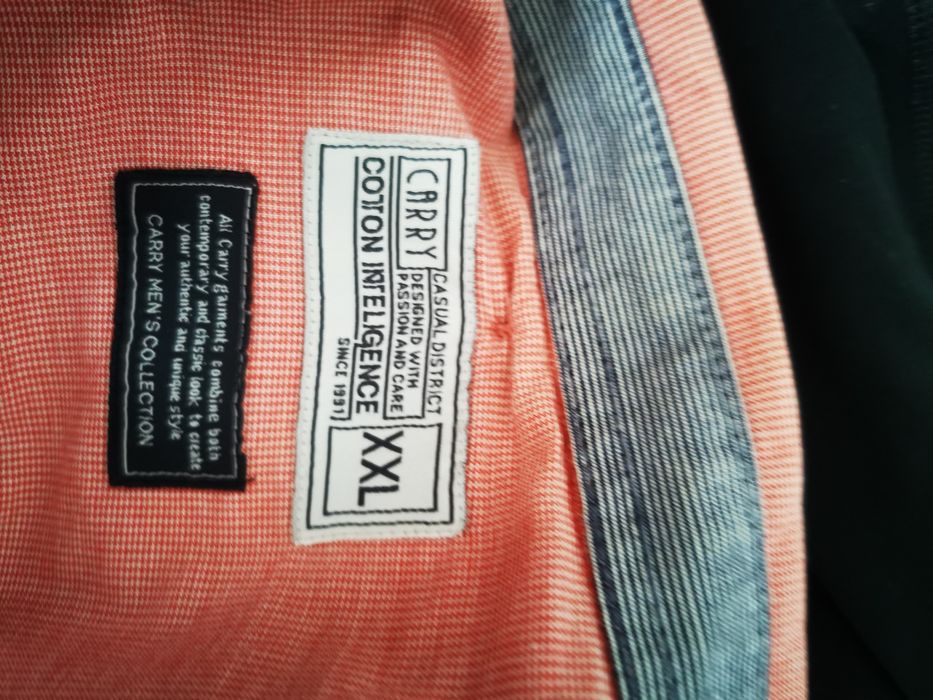 CARRY
CASUAL DISTRICT
DESIGNED WITH
PASSION AND CARE
COTTON INTELIGENCE
SINCE 1991
XXL
All Carry garments combine both
contemporary and classic look to create
your authentic and unique style
CARRY MEN'S COLLECTION